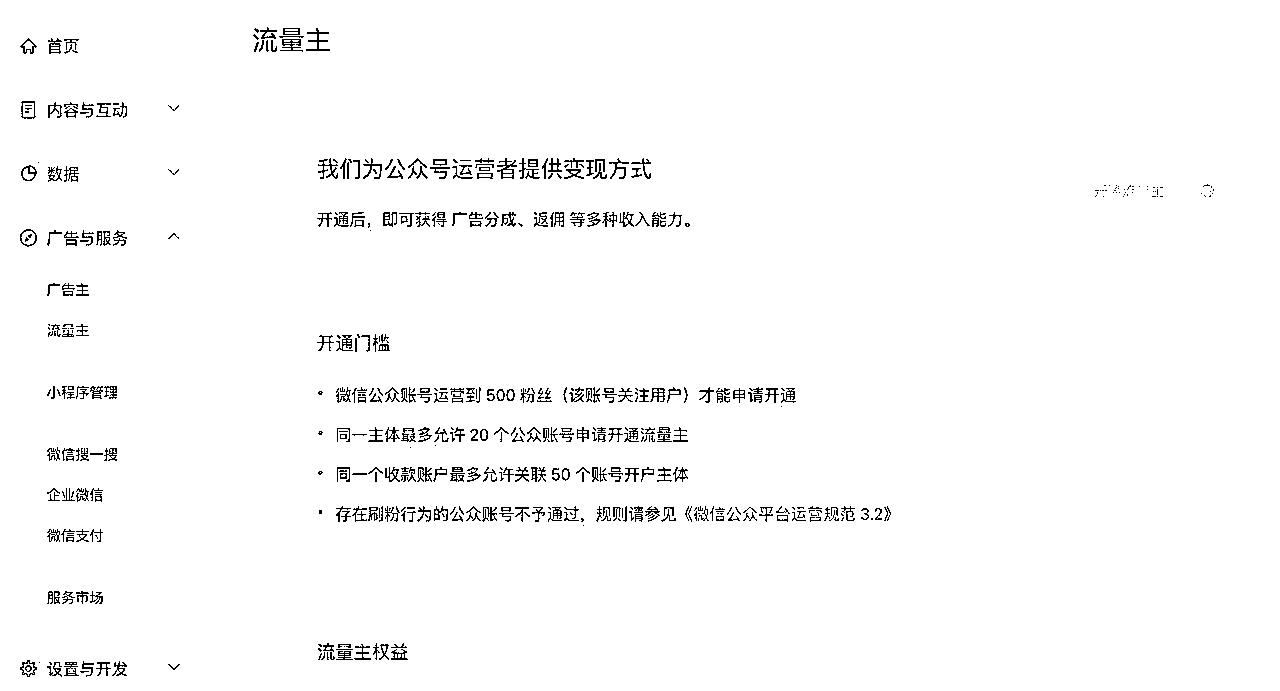 首页
内容与互动
数据
广告与服务
广告主
流量主
小程序管理
微信搜一搜
企业微信
微信支付
服务市场
设置与开发
流量主
我们为公众号运营者提供变现方式
开通后，即可获得 广告分成、返佣 等多种收入能力。
开通门槛
• 微信公众账号运营到 500 粉丝（该账号关注用户）才能申请开通
• 同一主体最多允许 20 个公众账号申请开通流量主
• 同一个收款账户最多允许关联 50 个账号开户主体
• 存在刷粉行为的公众账号不予通过，规则请参见《微信公众平台运营规范 3.2》
流量主权益